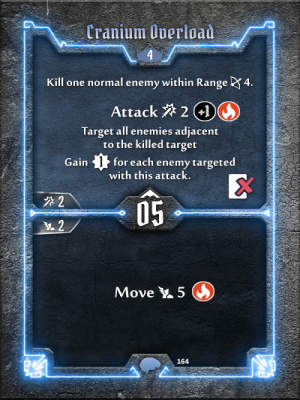 Cranium Overload
4
Kill one normal enemy within Range 4.
Attack 2 +1
Target all enemies adjacent
to the killed target
Gain 1 for each enemy targeted
with this attack.
2
05
2
Move 5
164